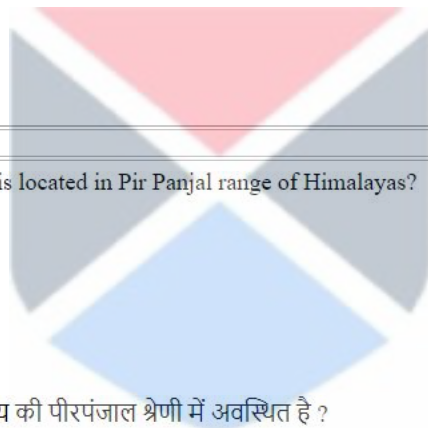 is located in Pir Panjal range of Himalayas?
य की पीरपंजाल श्रेणी में अवस्थित है ?